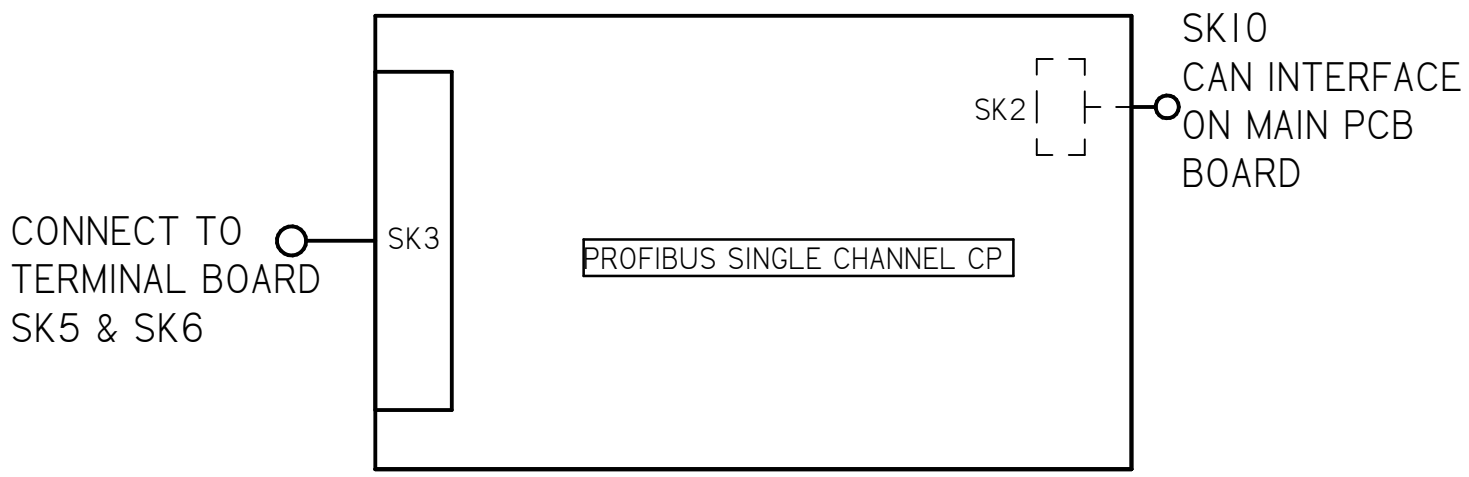 SK10
CAN INTERFACE
ON MAIN PCB
BOARD
SK2
CONNECT TO
TERMINAL BOARD
SK5 & SK6
SK3
PROFIBUS SINGLE CHANNEL CP